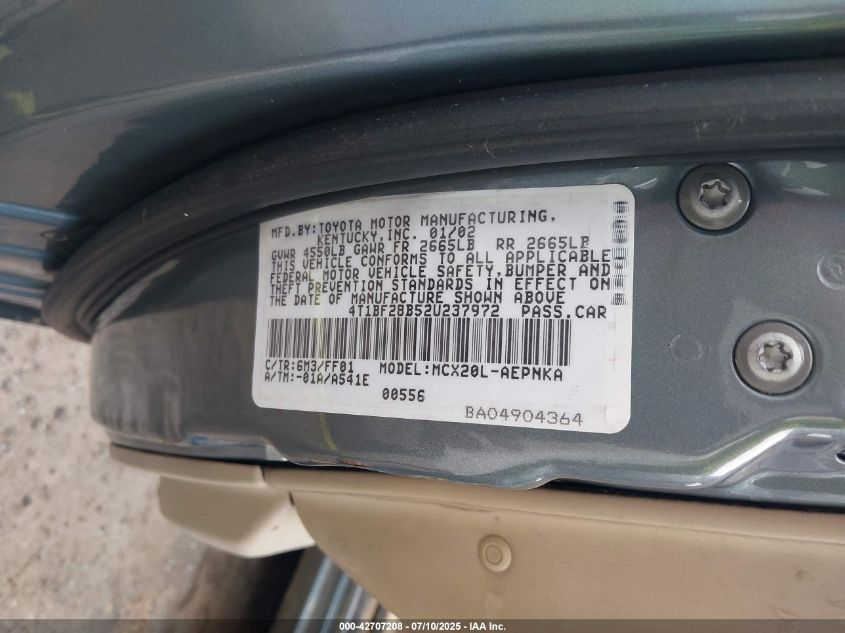 MFD.BY:TOYOTA MOTOR MANUFACTURING,
KENTUCKY,INC. 01/02
GVWR 4550LB GAWR FR 2665LB RR 2665LB
THIS VEHICLE CONFORMS TO ALL APPLICABLE
FEDERAL MOTOR VEHICLE SAFETY,BUMPER AND
THEFT PREVENTION STANDARDS IN EFFECT ON
THE DATE OF MANUFACTURE SHOWN ABOVE
4T1BF28B52U237972 PASS.CAR
C/TR:6M3/FF01 MODEL:MCX20L-AEPNKA
A/TM:-01A/A541E
00556
BA04904364
000-42707208 - 07/10/2025 - IAA Inc.